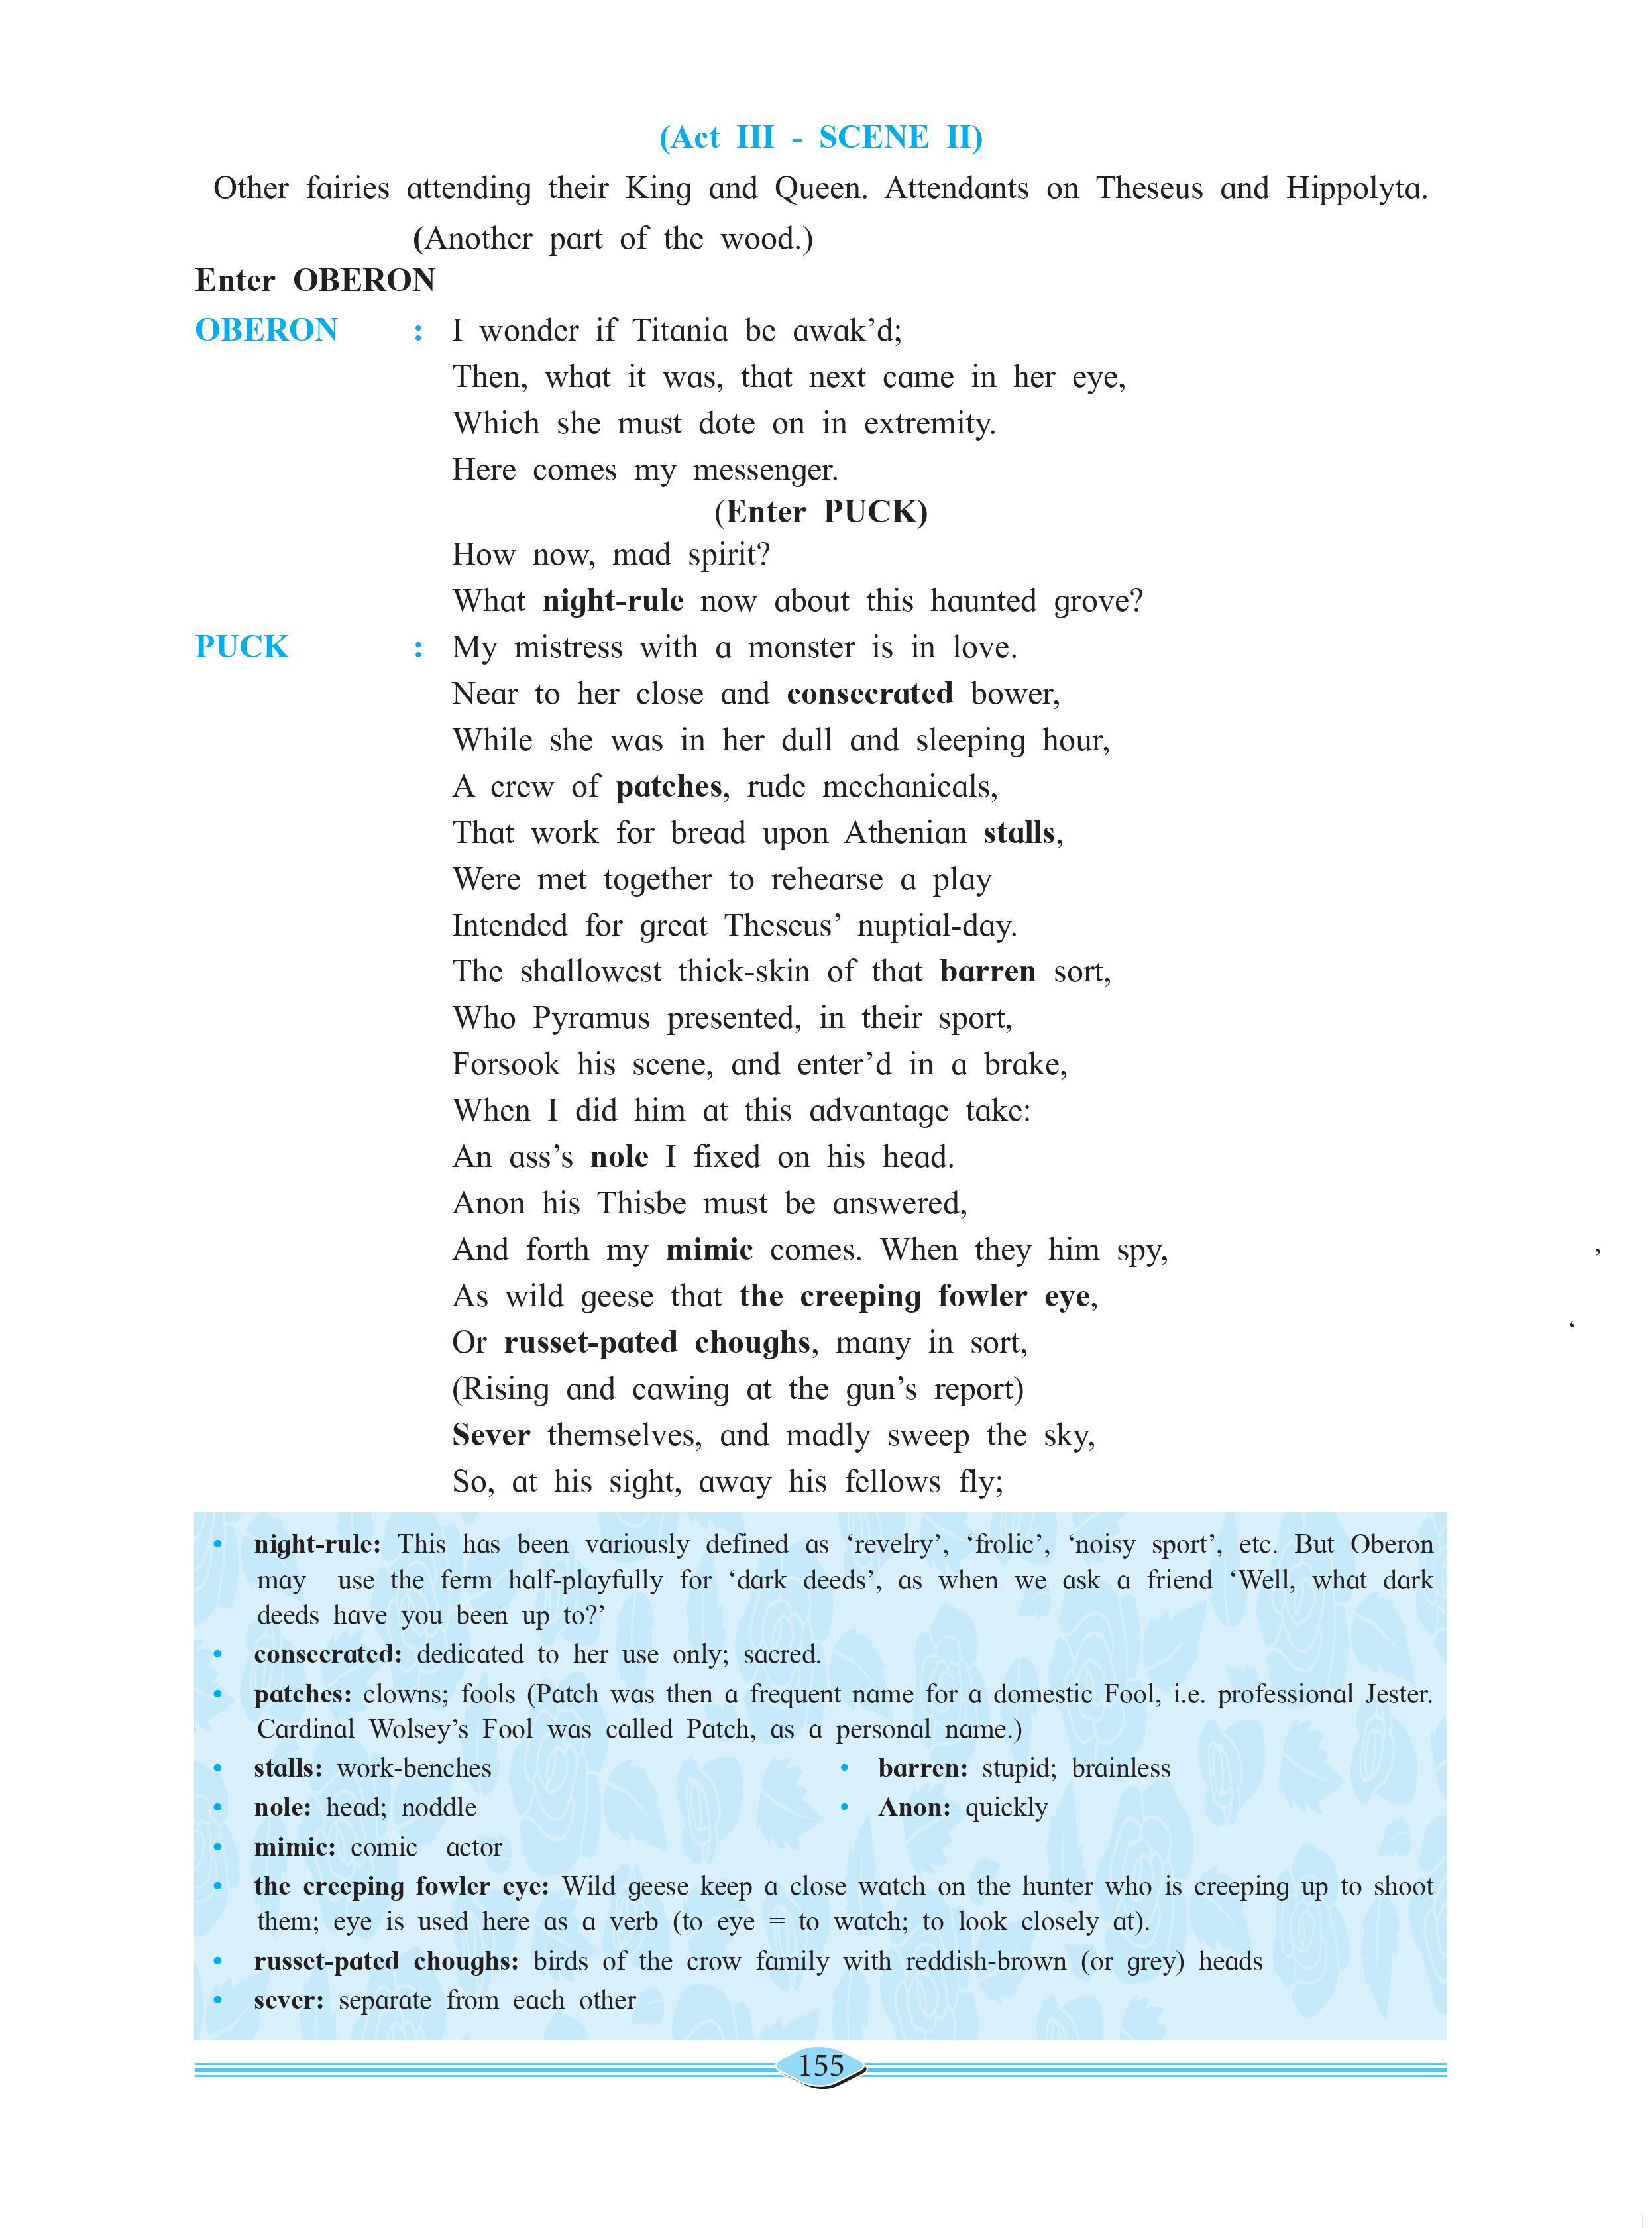 (Act III - SCENE II)
Other fairies attending their King and Queen. Attendants on Theseus and Hippolyta.
(Another part of the wood.)
Enter OBERON
OBERON : I wonder if Titania be awak’d;
Then, what it was, that next came in her eye,
Which she must dote on in extremity.
Here comes my messenger.
(Enter PUCK)
How now, mad spirit?
What night-rule now about this haunted grove?
PUCK : My mistress with a monster is in love.
Near to her close and consecrated bower,
While she was in her dull and sleeping hour,
A crew of patches, rude mechanicals,
That work for bread upon Athenian stalls,
Were met together to rehearse a play
Intended for great Theseus’ nuptial-day.
The shallowest thick-skin of that barren sort,
Who Pyramus presented, in their sport,
Forsook his scene, and enter’d in a brake,
When I did him at this advantage take:
An ass’s nole I fixed on his head.
Anon his Thisbe must be answered,
And forth my mimic comes. When they him spy,
As wild geese that the creeping fowler eye,
Or russet-pated choughs, many in sort,
(Rising and cawing at the gun’s report)
Sever themselves, and madly sweep the sky,
So, at his sight, away his fellows fly;
• night-rule: This has been variously defined as ‘revelry’, ‘frolic’, ‘noisy sport’, etc. But Oberon
may use the ferm half-playfully for ‘dark deeds’, as when we ask a friend ‘Well, what dark
deeds have you been up to?’
• consecrated: dedicated to her use only; sacred.
• patches: clowns; fools (Patch was then a frequent name for a domestic Fool, i.e. professional Jester.
Cardinal Wolsey’s Fool was called Patch, as a personal name.)
• stalls: work-benches • barren: stupid; brainless
• nole: head; noddle • Anon: quickly
• mimic: comic actor
• the creeping fowler eye: Wild geese keep a close watch on the hunter who is creeping up to shoot
them; eye is used here as a verb (to eye = to watch; to look closely at).
• russet-pated choughs: birds of the crow family with reddish-brown (or grey) heads
• sever: separate from each other
155